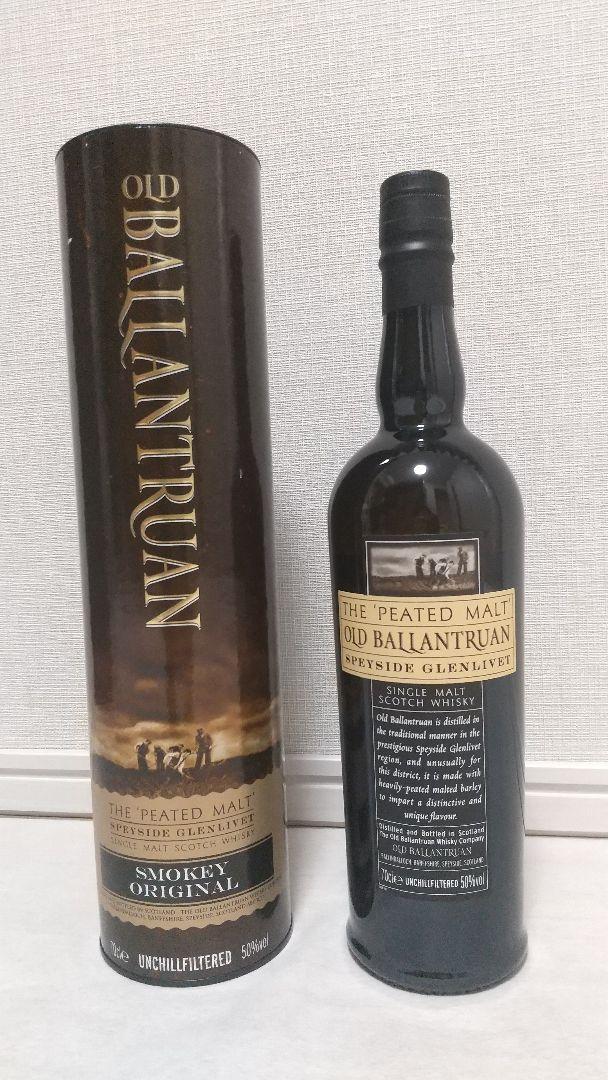 OLD
BALLANTRUAN
THE 'PEATED MALT'
SPEYSIDE GLENLIVET
SINGLE MALT SCOTCH WHISKY
SMOKEY
ORIGINAL
70cl e UNCHILLFILTERED 50%vol
THE 'PEATED MALT'
OLD BALLANTRUAN
SPEYSIDE GLENLIVET
SINGLE MALT
SCOTCH WHISKY
Old Ballantruan is distilled in
the traditional manner in the
prestigious Speyside Glenlivet
region, and unusually for
this district, it is made with
heavily-peated malted barley
to impart a distinctive and
unique flavour.
Distilled and Bottled in Scotland
The Old Ballantruan Whisky Company
OLD BALLANTRUAN
BALLINDALLOCH, BANFFSHIRE, SPEYSIDE, SCOTLAND
70cl e UNCHILLFILTERED 50%vol